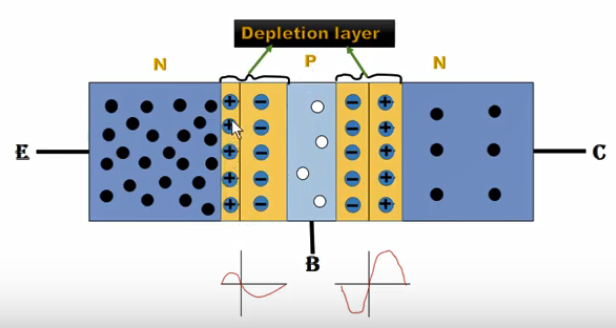 Depletion layer
N
P
N
+ − − +
+ − − +
+ − − +
+ − − +
+ − − +
E
C
B